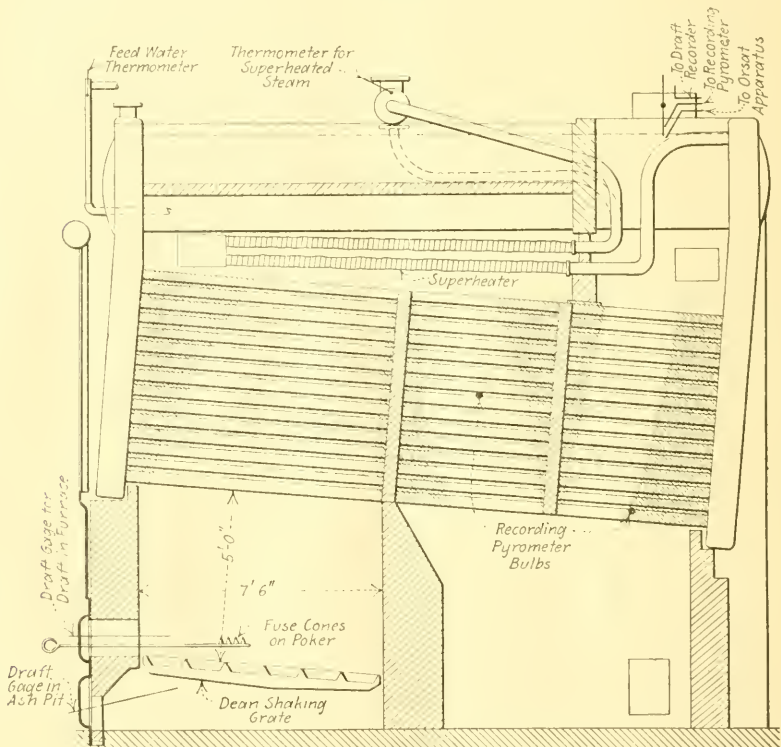 Feed Water
Thermometer
Thermometer for
Superheated
Steam
To Draft
Recorder
To Recording
Pyrometer
To Orsat
Apparatus
Superheater
Draft Gage for
Draft in Furnace
5'-0"
7' 6"
Recording
Pyrometer
Bulbs
Fuse Cones
on Poker
Draft
Gage in
Ash Pit
Dean Shaking
Grate